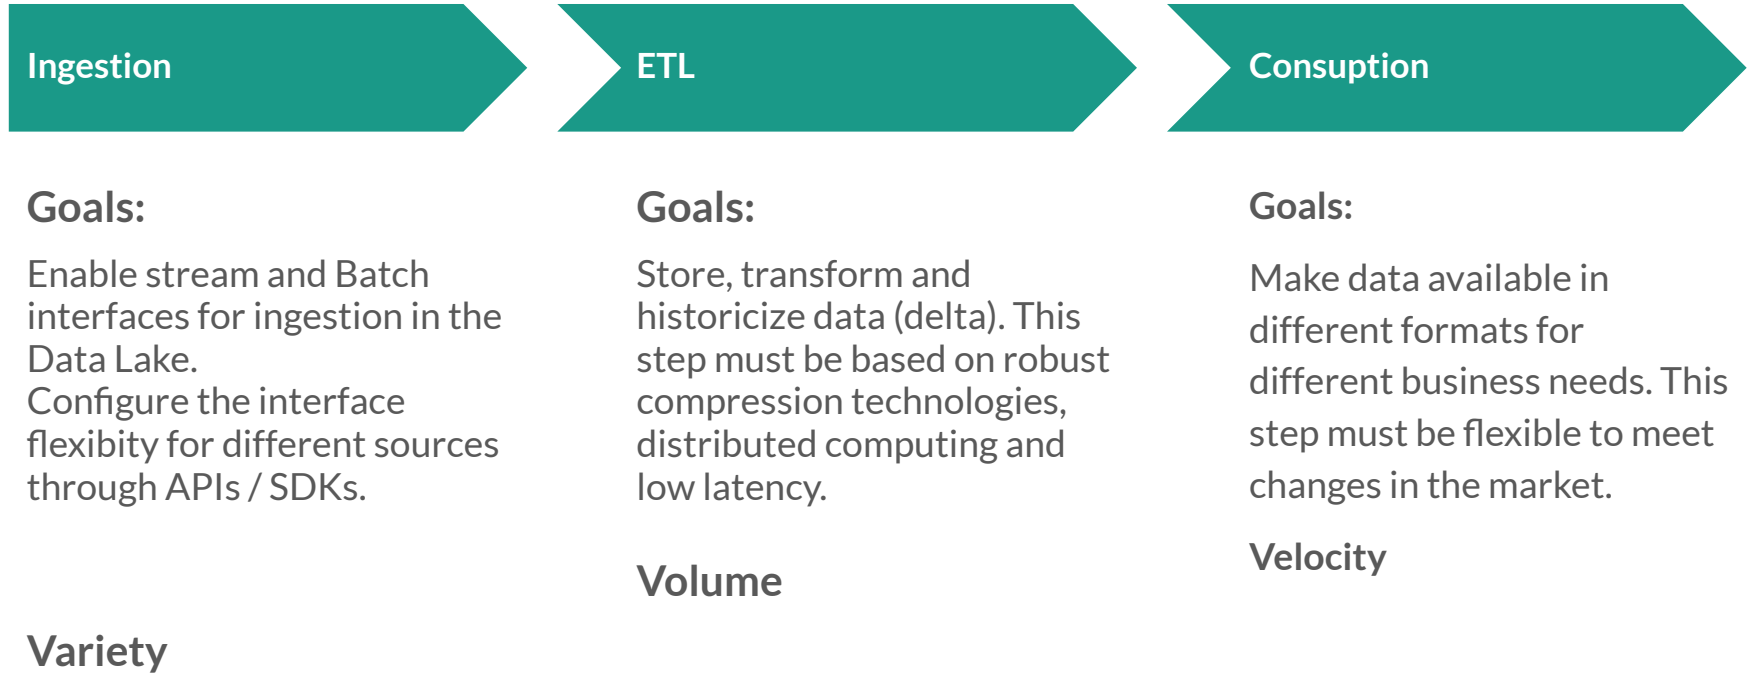 Ingestion
Goals:
Enable stream and Batch
interfaces for ingestion in the
Data Lake.
Configure the interface
flexibity for different sources
through APIs / SDKs.
Variety
ETL
Goals:
Store, transform and
historicize data (delta). This
step must be based on robust
compression technologies,
distributed computing and
low latency.
Volume
Consuption
Goals:
Make data available in
different formats for
different business needs. This
step must be flexible to meet
changes in the market.
Velocity